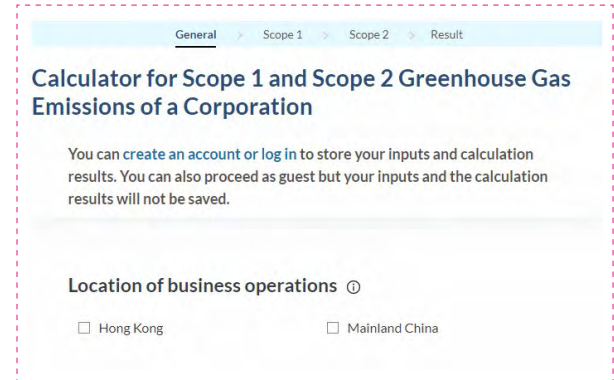 General > Scope 1 > Scope 2 > Result
Calculator for Scope 1 and Scope 2 Greenhouse Gas
Emissions of a Corporation
You can create an account or log in to store your inputs and calculation
results. You can also proceed as guest but your inputs and the calculation
results will not be saved.
Location of business operations
Hong Kong
Mainland China